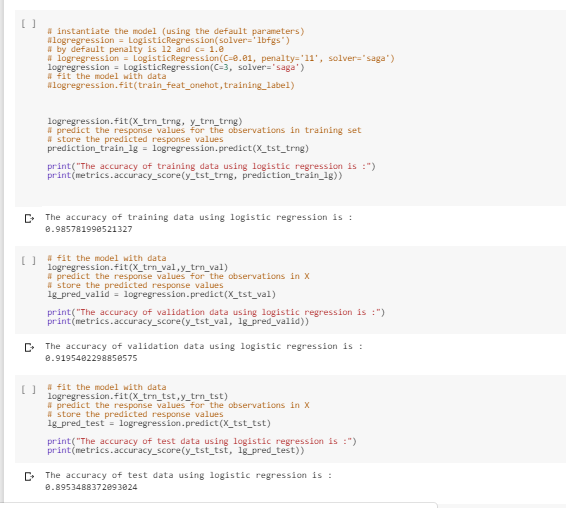 [ ]
# instantiate the model (using the default parameters)
#logregression = LogisticRegression(solver='lbfgs')
# by default penalty is l2 and c= 1.0
# logregression = LogisticRegression(C=0.01, penalty='l1', solver='saga')
logregression = LogisticRegression(C=3, solver='saga')
# fit the model with data
#logregression.fit(train_feat_onehot,training_label)
logregression.fit(X_trn_trng, y_trn_trng)
# predict the response values for the observations in training set
# store the predicted response values
prediction_train_lg = logregression.predict(X_tst_trng)
print("The accuracy of training data using logistic regression is :")
print(metrics.accuracy_score(y_tst_trng, prediction_train_lg))
The accuracy of training data using logistic regression is :
0.985781990521327
[ ] # fit the model with data
logregression.fit(X_trn_val,y_trn_val)
# predict the response values for the observations in X
# store the predicted response values
lg_pred_valid = logregression.predict(X_tst_val)
print("The accuracy of validation data using logistic regression is :")
print(metrics.accuracy_score(y_tst_val, lg_pred_valid))
The accuracy of validation data using logistic regression is :
0.9195402298850575
[ ] # fit the model with data
logregression.fit(X_trn_tst,y_trn_tst)
# predict the response values for the observations in X
# store the predicted response values
lg_pred_test = logregression.predict(X_tst_tst)
print("The accuracy of test data using logistic regression is :")
print(metrics.accuracy_score(y_tst_tst, lg_pred_test))
The accuracy of test data using logistic regression is :
0.8953488372093024